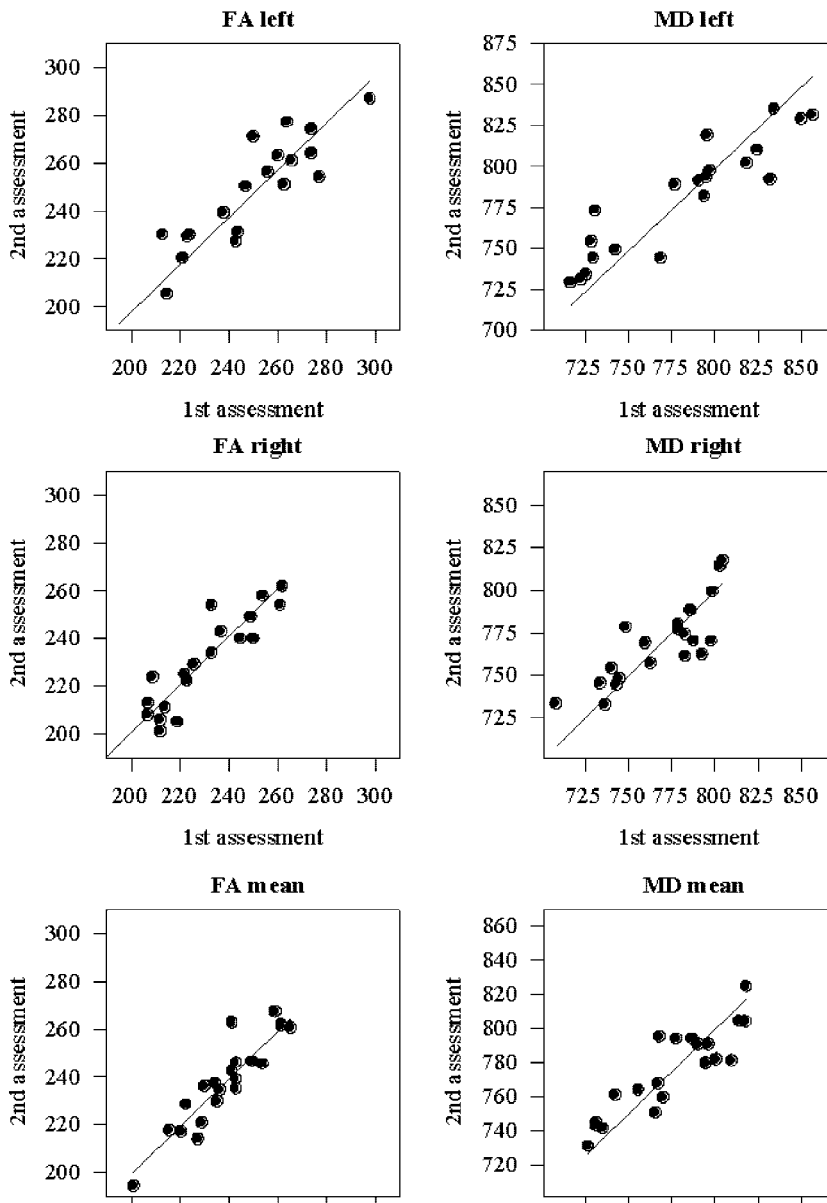 FA left
MD left
2nd assessment
300
280
260
240
220
200
200 220 240 260 280 300
1st assessment
2nd assessment
875
850
825
800
775
750
725
700
725 750 775 800 825 850
1st assessment
FA right
MD right
2nd assessment
300
280
260
240
220
200
200 220 240 260 280 300
1st assessment
2nd assessment
850
825
800
775
750
725
725 750 775 800 825 850
1st assessment
FA mean
MD mean
2nd assessment
300
280
260
240
220
200
2nd assessment
860
840
820
800
780
760
740
720